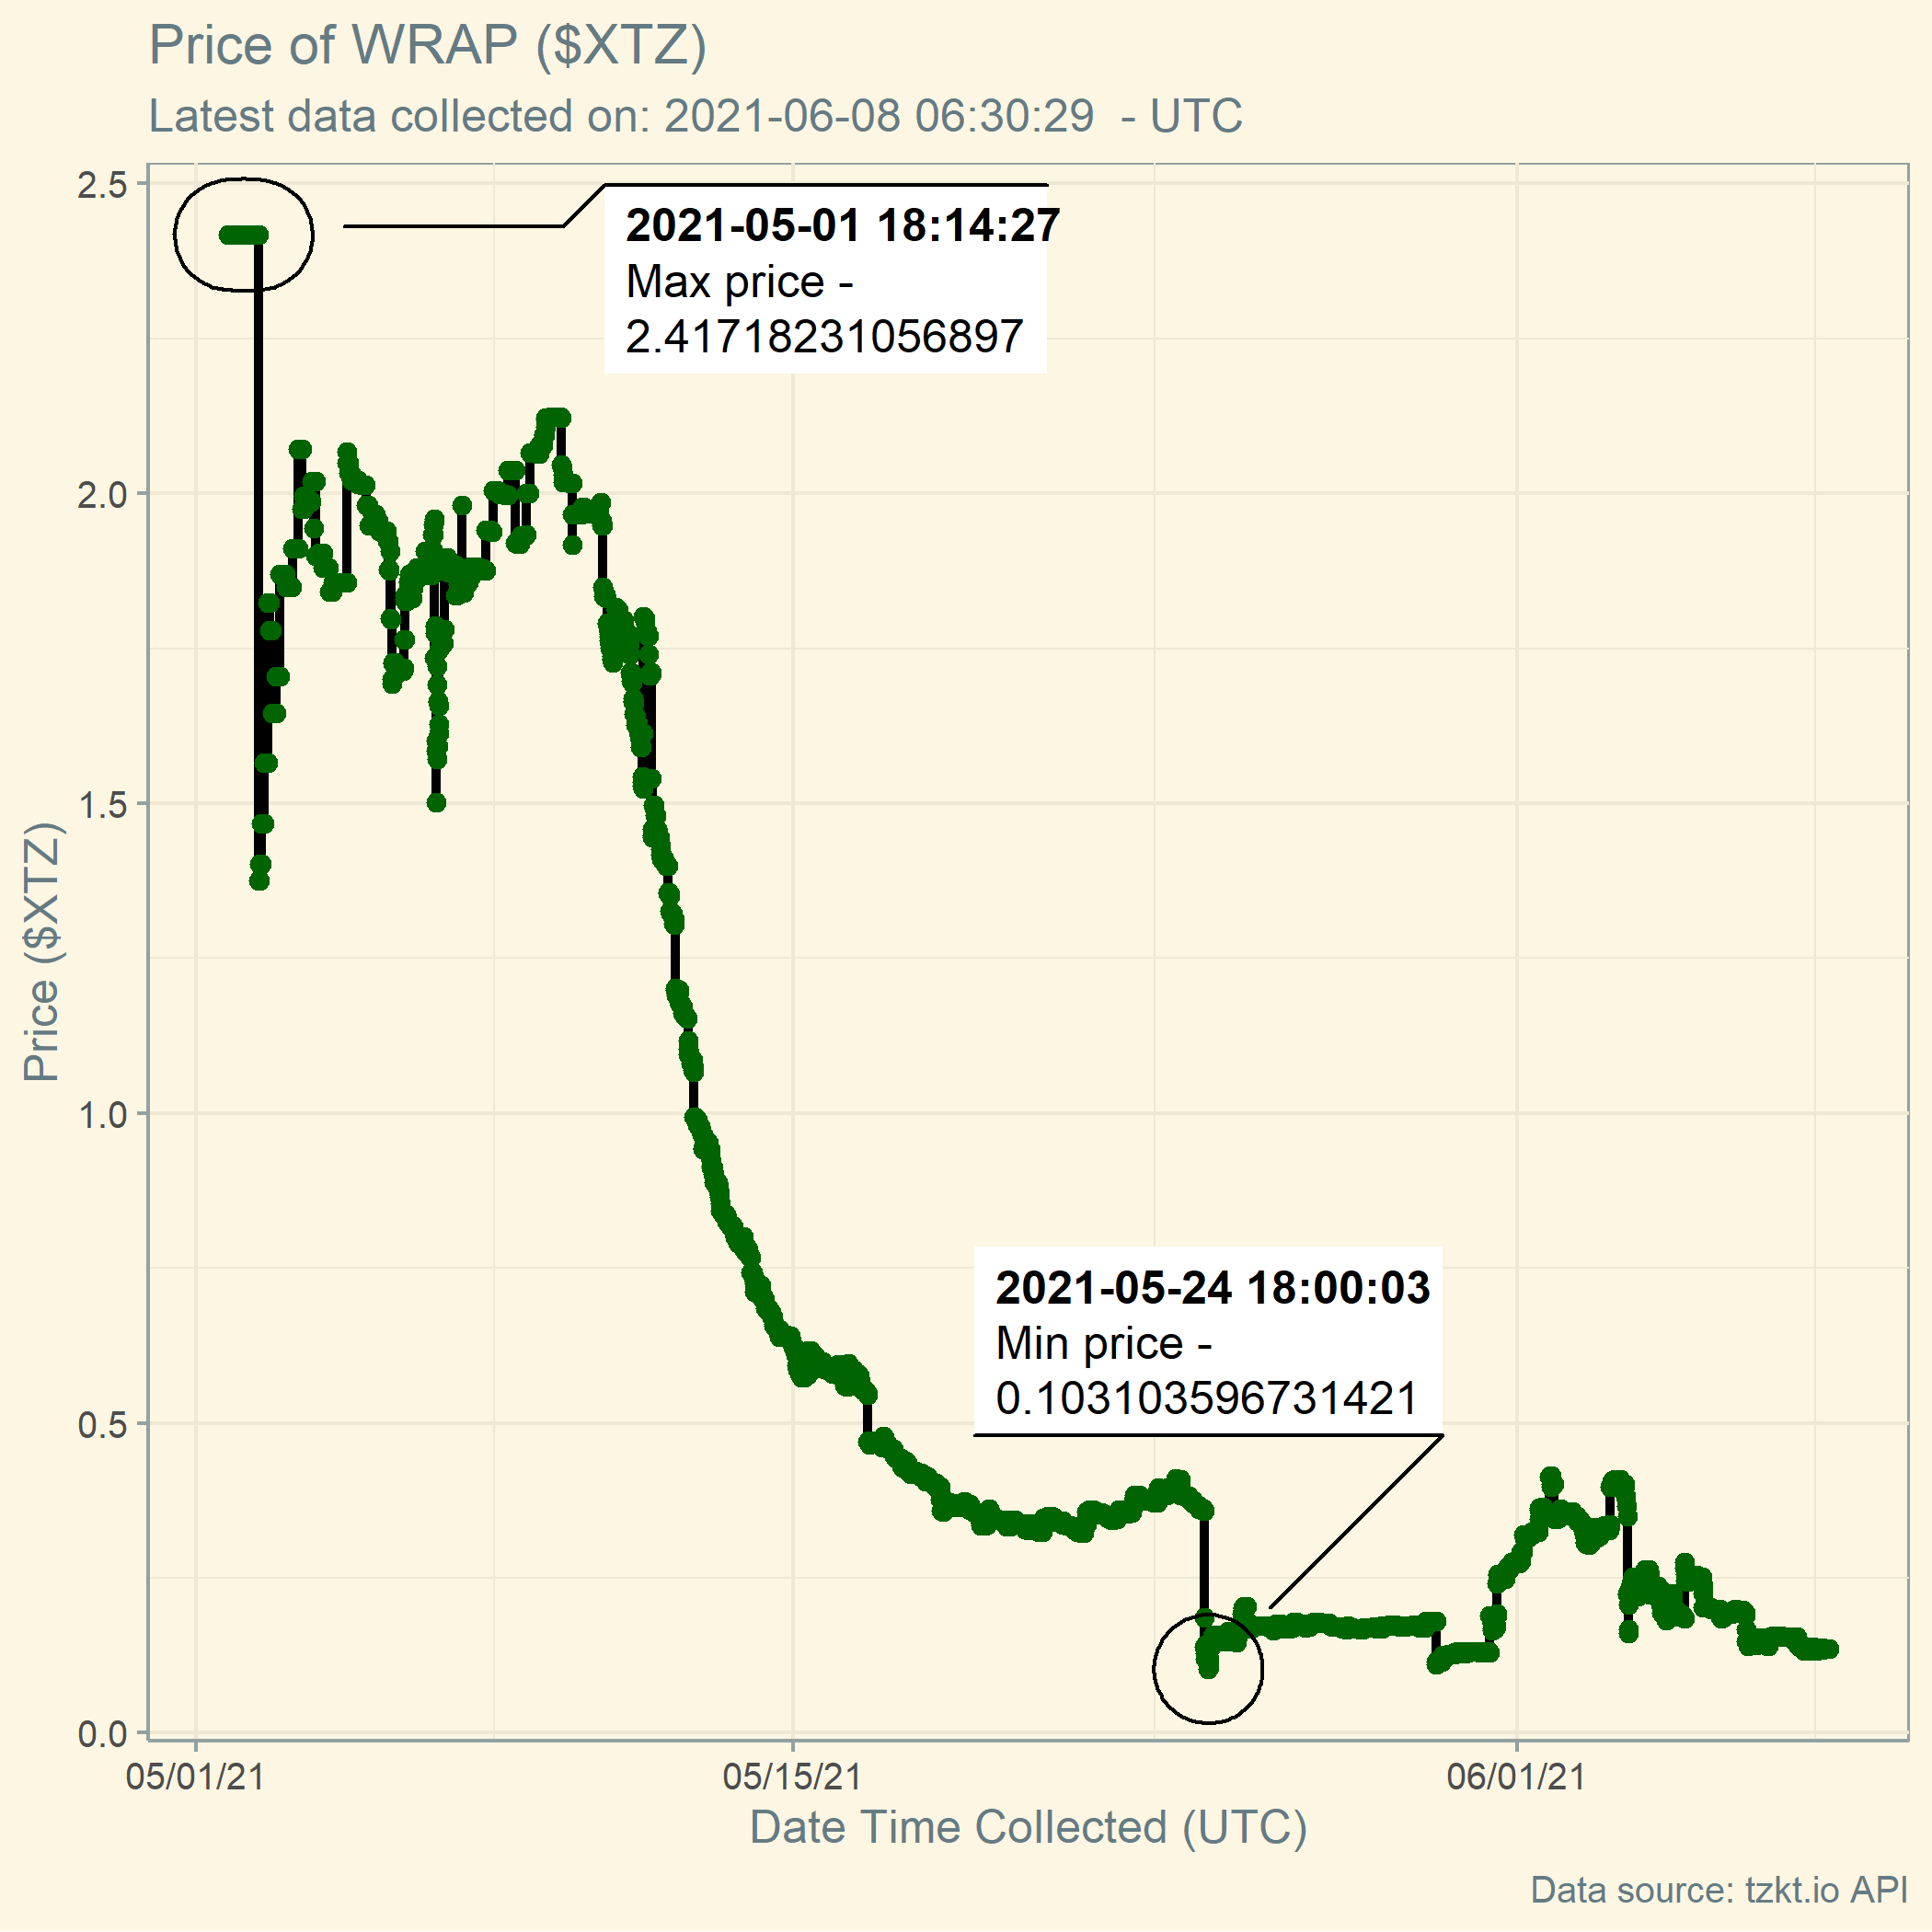 Price of WRAP ($XTZ)
Latest data collected on: 2021-06-08 06:30:29  - UTC
2.5
2.0
1.5
1.0
0.5
0.0
Price ($XTZ)
2021-05-01 18:14:27
Max price -
2.41718231056897
2021-05-24 18:00:03
Min price -
0.103103596731421
05/01/21
05/15/21
06/01/21
Date Time Collected (UTC)
Data source: tzkt.io API